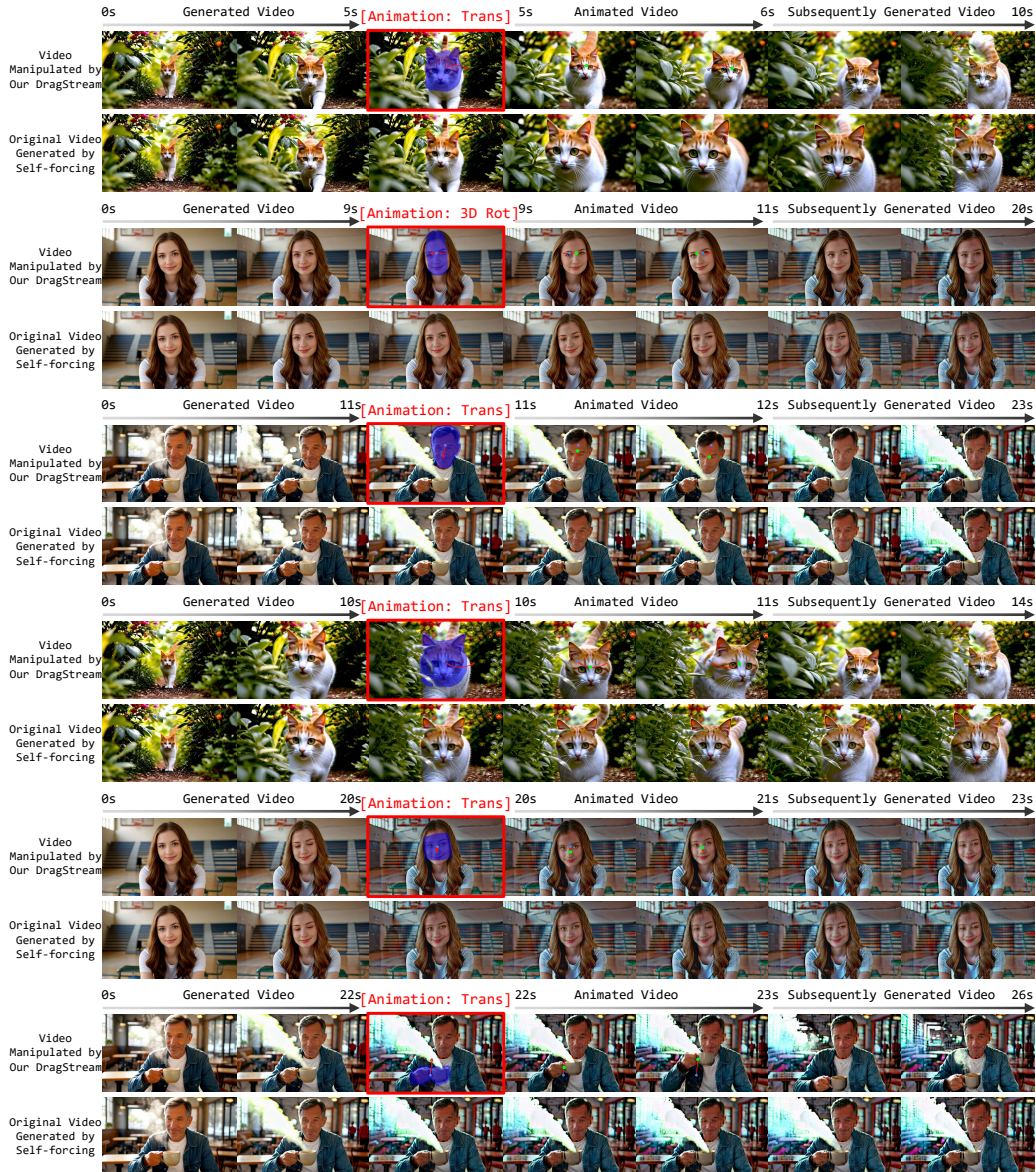 0s Generated Video 5s [Animation: Trans] 5s Animated Video 6s Subsequently Generated Video 10s
Video
Manipulated by
Our DragStream
Original Video
Generated by
Self-forcing
0s Generated Video 9s [Animation: 3D Rot] 9s Animated Video 11s Subsequently Generated Video 20s
Video
Manipulated by
Our DragStream
Original Video
Generated by
Self-forcing
0s Generated Video 11s [Animation: Trans] 11s Animated Video 12s Subsequently Generated Video 23s
Video
Manipulated by
Our DragStream
Original Video
Generated by
Self-forcing
0s Generated Video 10s [Animation: Trans] 10s Animated Video 11s Subsequently Generated Video 14s
Video
Manipulated by
Our DragStream
Original Video
Generated by
Self-forcing
0s Generated Video 20s [Animation: Trans] 20s Animated Video 21s Subsequently Generated Video 23s
Video
Manipulated by
Our DragStream
Original Video
Generated by
Self-forcing
0s Generated Video 22s [Animation: Trans] 22s Animated Video 23s Subsequently Generated Video 26s
Video
Manipulated by
Our DragStream
Original Video
Generated by
Self-forcing